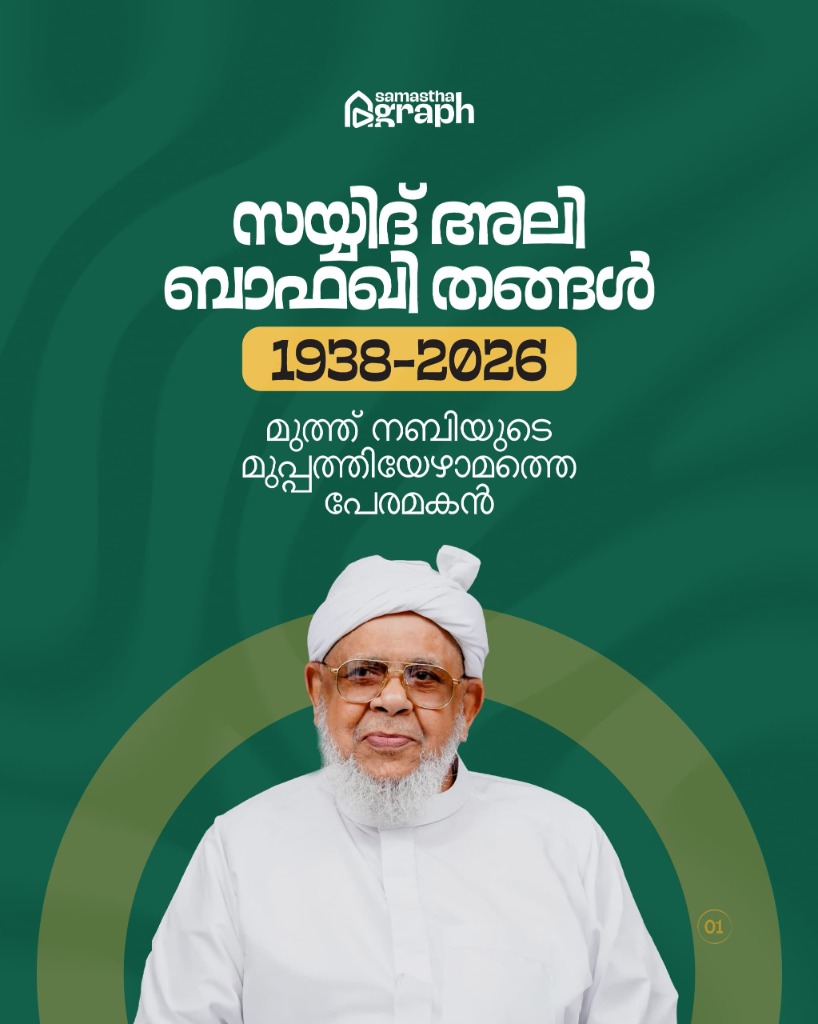 samastha
graph
സയ്യിദ് അലി
ബാഫഖി തങ്ങൾ
1938-2026
മുത്ത് നബിയുടെ
മുപ്പത്തിയേഴാമത്തെ
പേരമകൻ
01